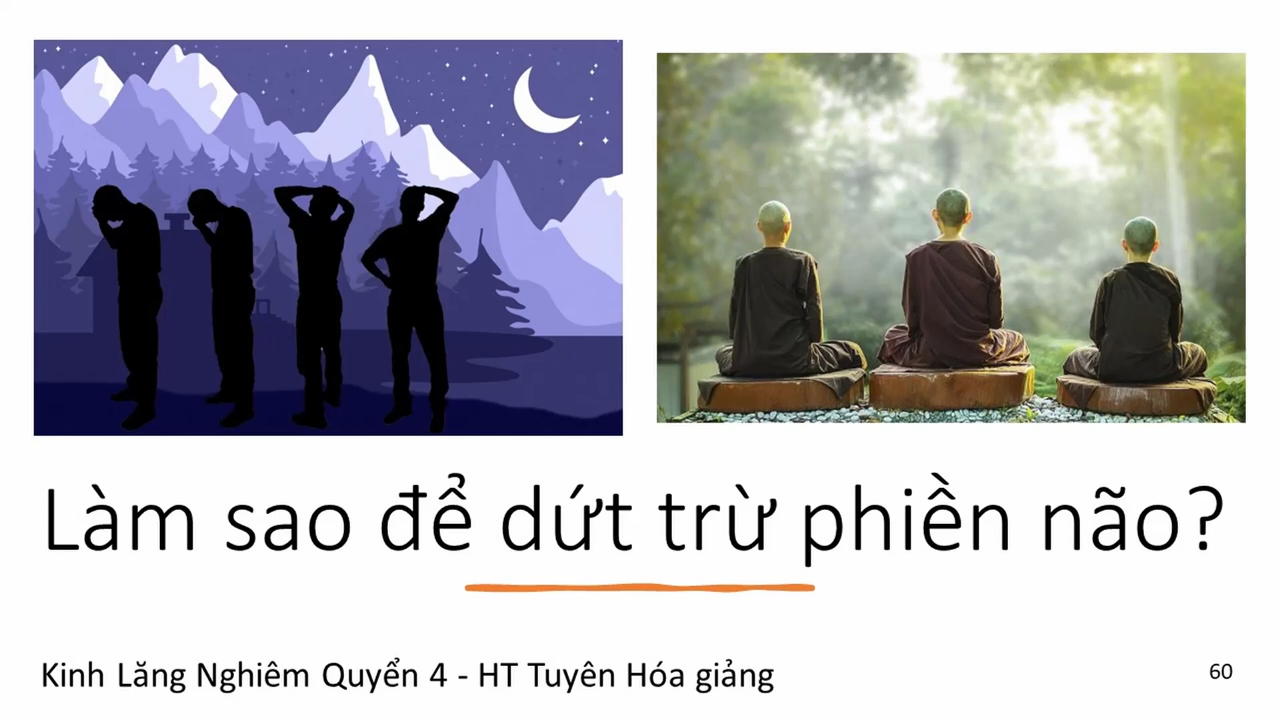 Làm sao để dứt trừ phiền não?
Kinh Lăng Nghiêm Quyển 4 - HT Tuyên Hóa giảng
60